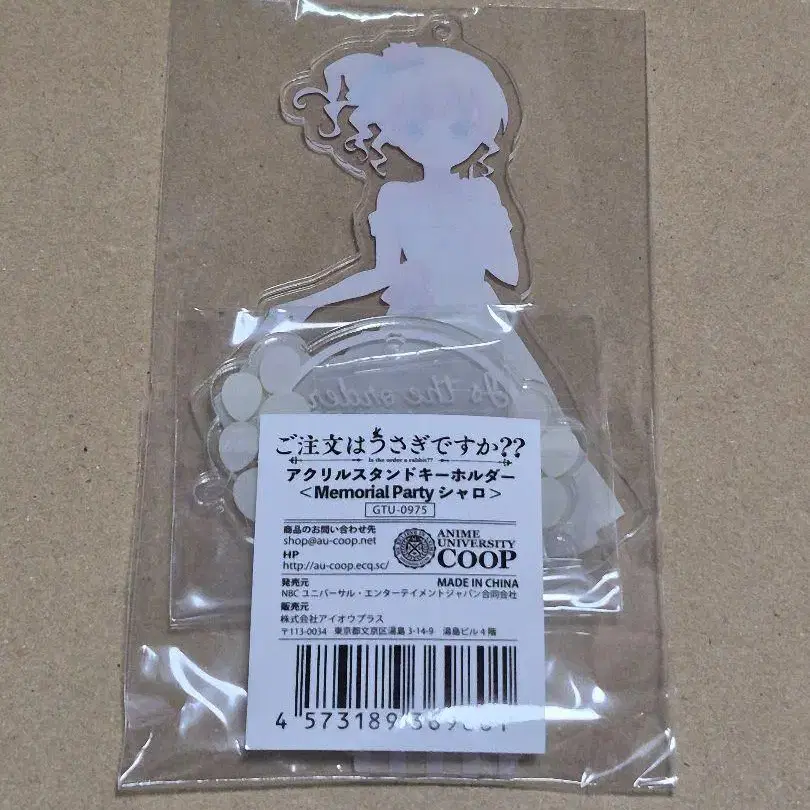 Is the order
ご注文はうさぎですか??
Is the order a rabbit??
アクリルスタンドキーホルダー
<Memorial Party シャロ>
GTU-0975
商品のお問い合わせ先
shop@au-coop.net
HP
http://au-coop.ecq.sc/
ANIME
UNIVERSITY
COOP
発売元
MADE IN CHINA
NBC ユニバーサル・エンターテイメントジャパン合同会社
販売元
株式会社アイオウプラス
〒113-0034 東京都文京区湯島 3-14-9 湯島ビル 4 階
4 573189